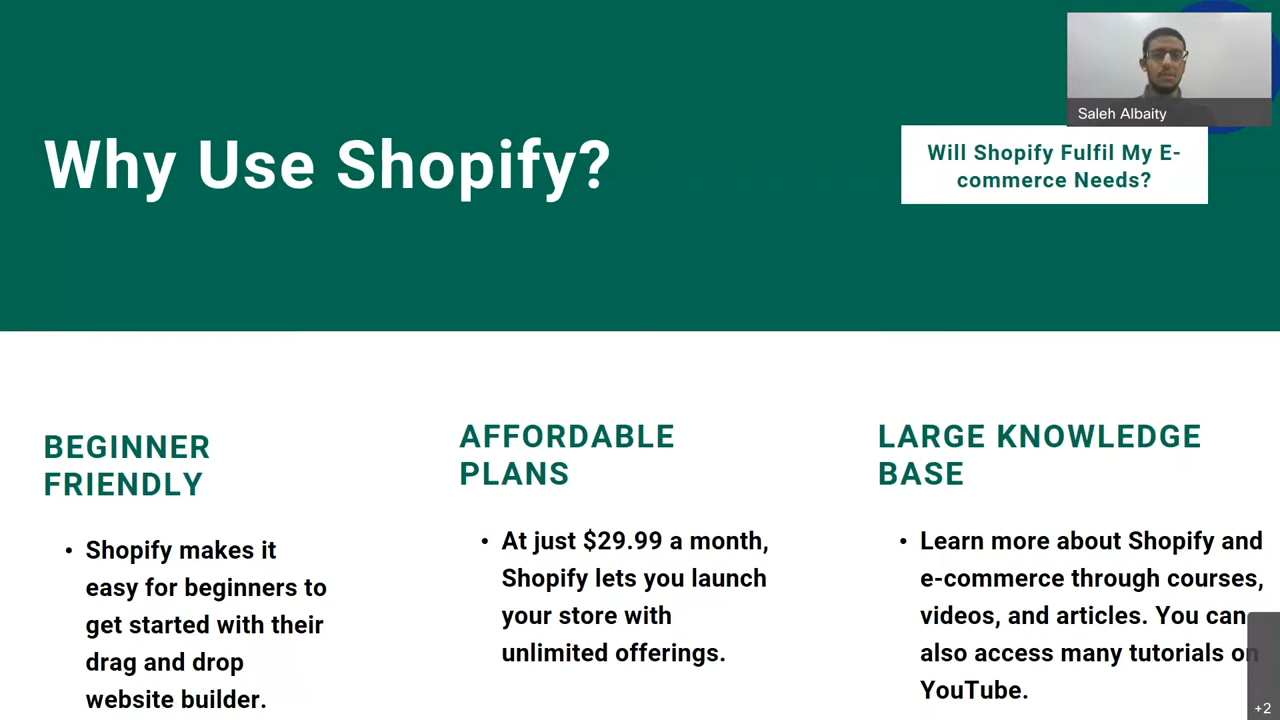 Saleh Albaity
Why Use Shopify?
Will Shopify Fulfil My E-
commerce Needs?
BEGINNER
FRIENDLY
• Shopify makes it
easy for beginners to
get started with their
drag and drop
website builder.
AFFORDABLE
PLANS
• At just $29.99 a month,
Shopify lets you launch
your store with
unlimited offerings.
LARGE KNOWLEDGE
BASE
• Learn more about Shopify and
e-commerce through courses,
videos, and articles. You can
also access many tutorials on
YouTube.
+2